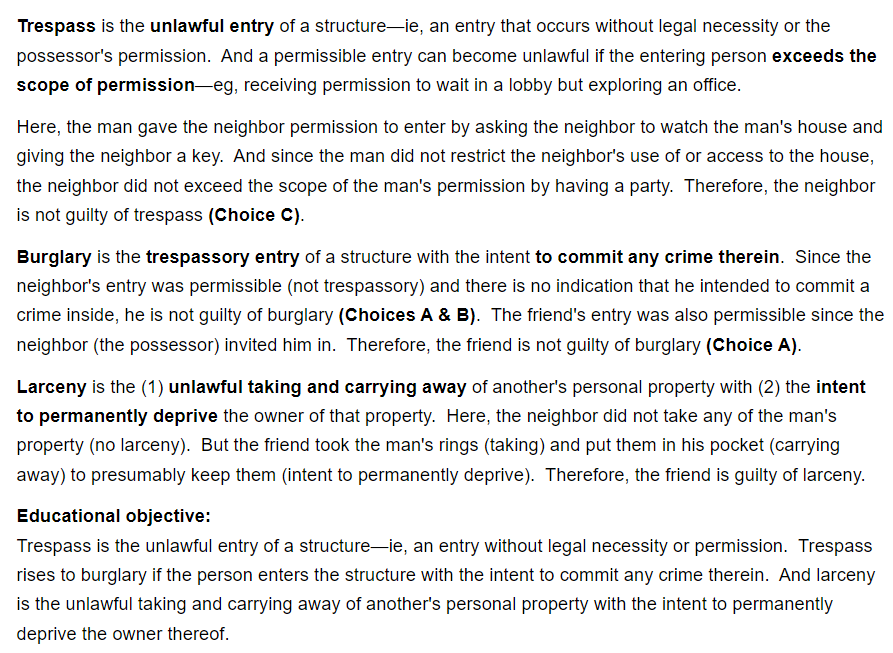 Trespass is the unlawful entry of a structure—ie, an entry that occurs without legal necessity or the
possessor's permission.  And a permissible entry can become unlawful if the entering person exceeds the
scope of permission—eg, receiving permission to wait in a lobby but exploring an office.
Here, the man gave the neighbor permission to enter by asking the neighbor to watch the man's house and
giving the neighbor a key.  And since the man did not restrict the neighbor's use of or access to the house,
the neighbor did not exceed the scope of the man's permission by having a party.  Therefore, the neighbor
is not guilty of trespass (Choice C).
Burglary is the trespassory entry of a structure with the intent to commit any crime therein.  Since the
neighbor's entry was permissible (not trespassory) and there is no indication that he intended to commit a
crime inside, he is not guilty of burglary (Choices A & B).  The friend's entry was also permissible since the
neighbor (the possessor) invited him in.  Therefore, the friend is not guilty of burglary (Choice A).
Larceny is the (1) unlawful taking and carrying away of another's personal property with (2) the intent
to permanently deprive the owner of that property.  Here, the neighbor did not take any of the man's
property (no larceny).  But the friend took the man's rings (taking) and put them in his pocket (carrying
away) to presumably keep them (intent to permanently deprive).  Therefore, the friend is guilty of larceny.
Educational objective:
Trespass is the unlawful entry of a structure—ie, an entry without legal necessity or permission.  Trespass
rises to burglary if the person enters the structure with the intent to commit any crime therein.  And larceny
is the unlawful taking and carrying away of another's personal property with the intent to permanently
deprive the owner thereof.